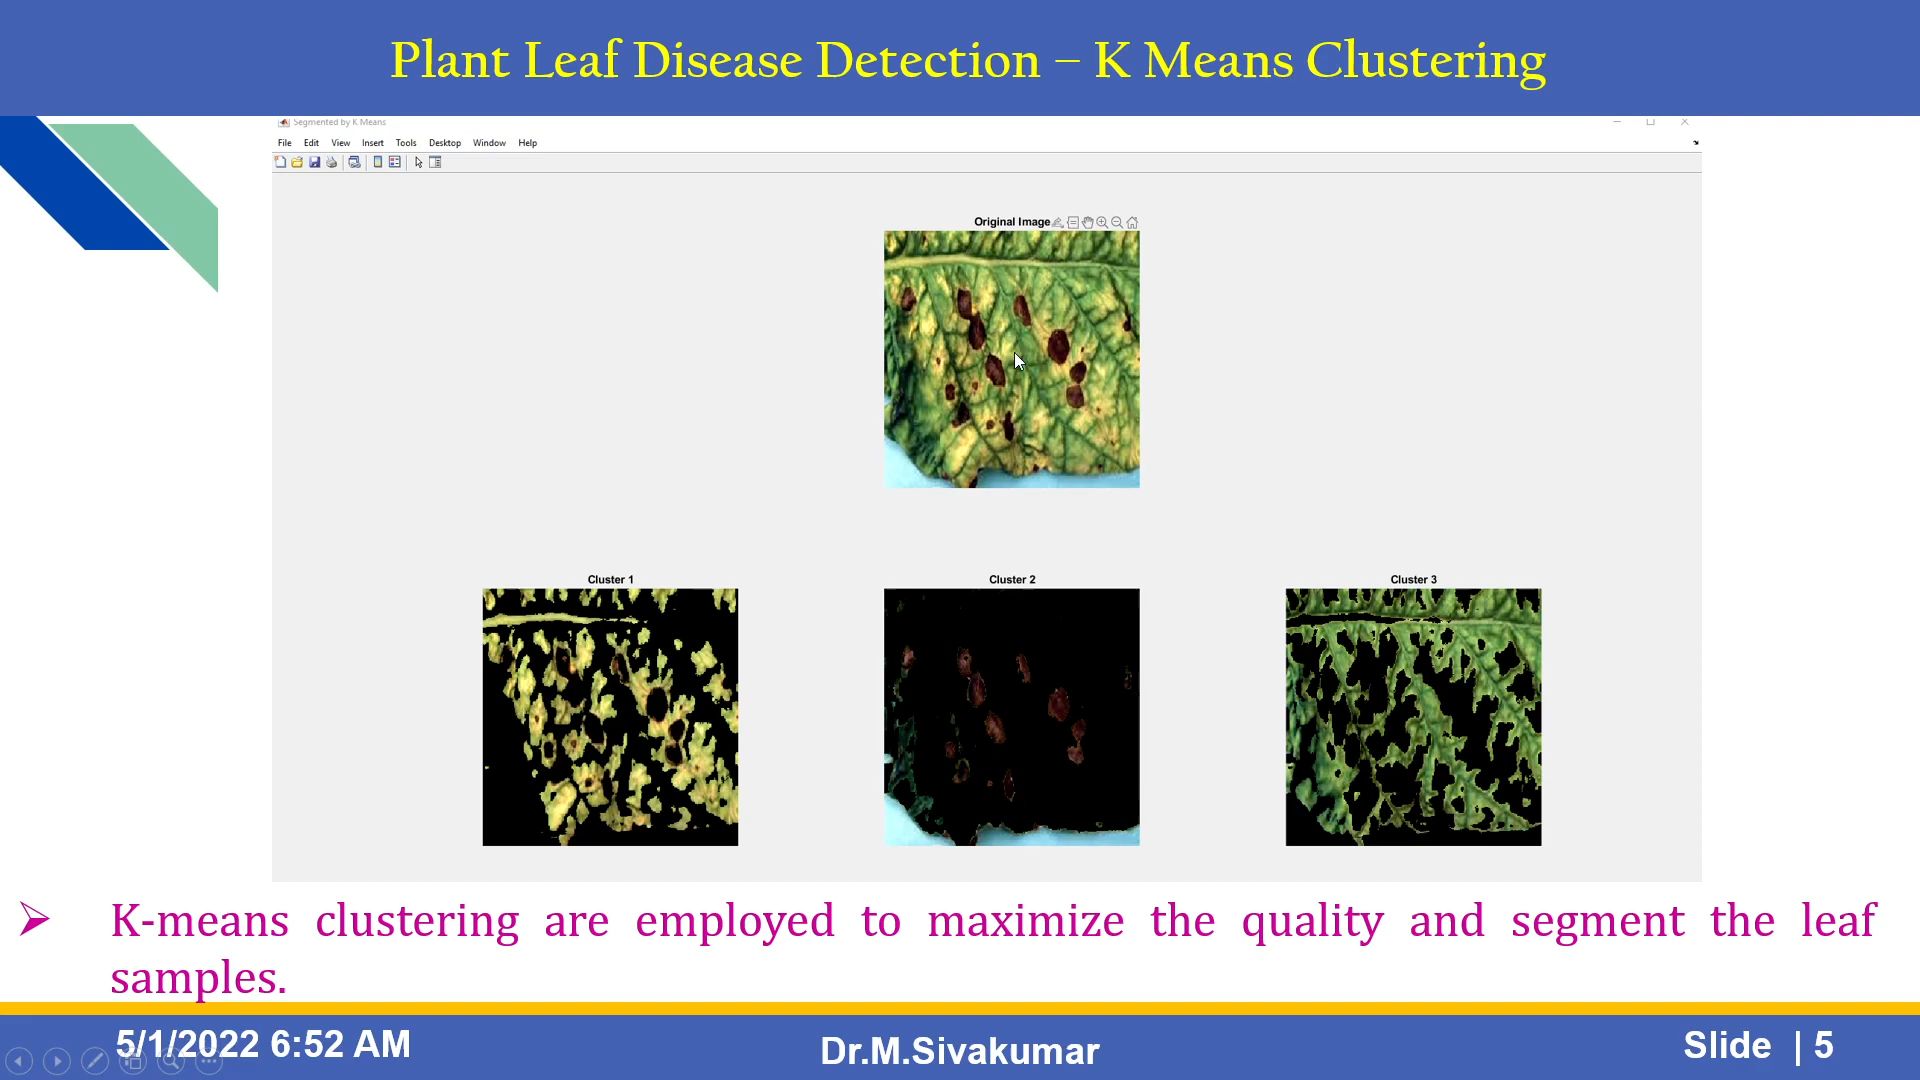 Plant Leaf Disease Detection – K Means Clustering
Segmented by K Means
File Edit View Insert Tools Desktop Window Help
Original Image
Cluster 1
Cluster 2
Cluster 3
K-means clustering are employed to maximize the quality and segment the leaf
samples.
5/1/2022 6:52 AM
Dr.M.Sivakumar
Slide | 5